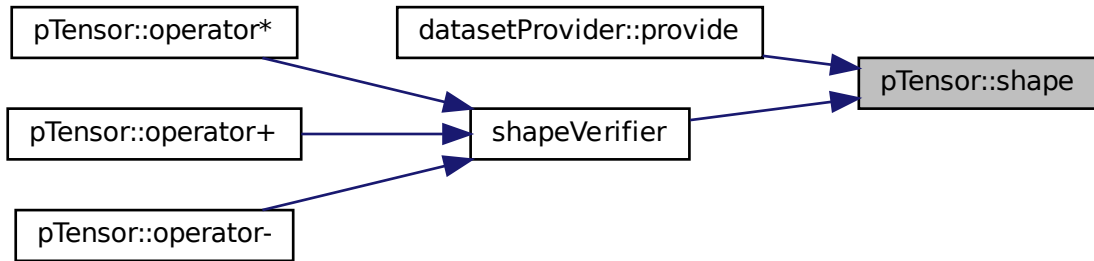 pTensor::operator*
datasetProvider::provide
pTensor::shape
pTensor::operator+
shapeVerifier
pTensor::operator-